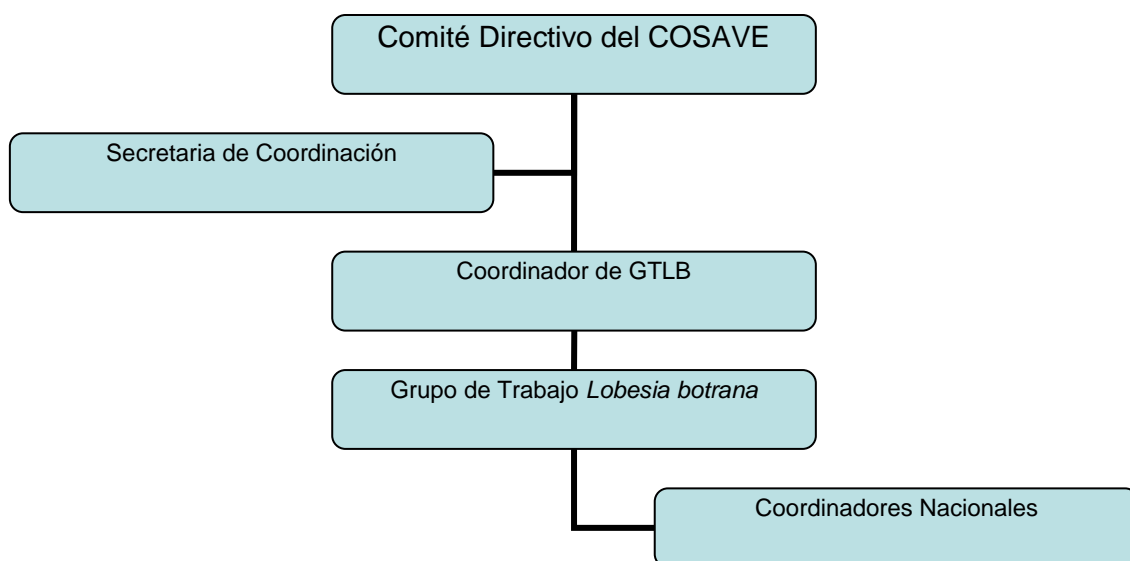 Comité Directivo del COSAVE
Secretaria de Coordinación
Coordinador de GTLB
Grupo de Trabajo Lobesia botrana
Coordinadores Nacionales